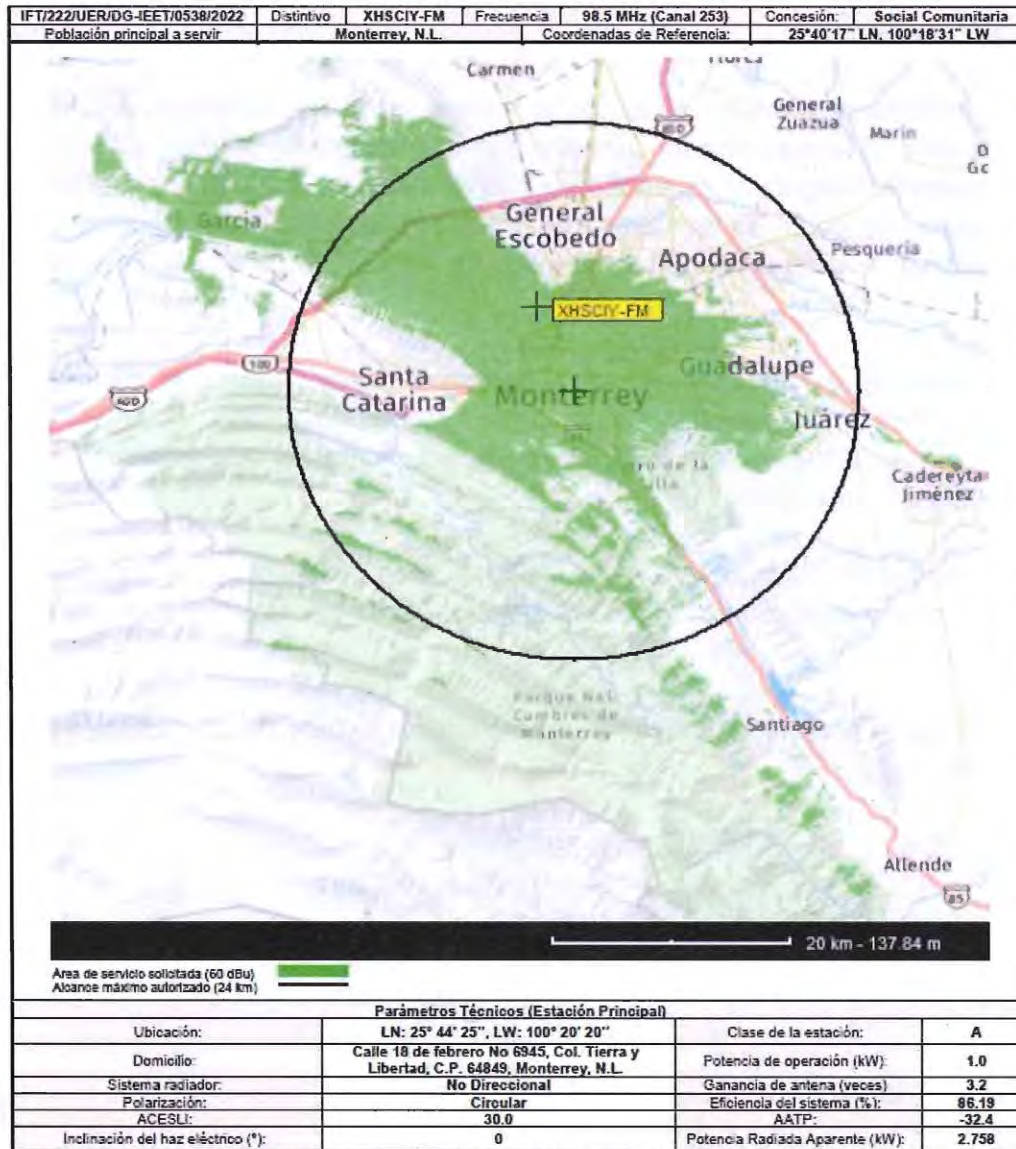 IFT/222/UER/DG-IEET/0538/2022 Distintivo XHSCIY-FM Frecuencia 98.5 MHz (Canal 253) Concesión: Social Comunitaria
Población principal a servir Monterrey, N.L. Coordenadas de Referencia: 25°40'17" LN, 100°18'31" LW
Carmen
General
Zuazua
Marin
General
Escobedo
García
Apodaca
Pesquería
XHSCIY-FM
Santa
Catarina
Monterrey
Guadalupe
Juárez
Cadereyta
Jiménez
Parque Nal.
Cumbres de
Monterrey
Santiago
Allende
85
20 km - 137.84 m
Área de servicio solicitada (60 dBu)
Alcance máximo autorizado (24 km)
Parámetros Técnicos (Estación Principal)
Ubicación: LN: 25° 44' 25", LW: 100° 20' 20" Clase de la estación: A
Domicilio: Calle 18 de febrero No 6945, Col. Tierra y
Libertad, C.P. 64849, Monterrey, N.L. Potencia de operación (kW): 1.0
Sistema radiador: No Direccional Ganancia de antena (veces) 3.2
Polarización: Circular Eficiencia del sistema (%): 86.19
ACESLI: 30.0 AATP: -32.4
Inclinación del haz eléctrico (°): 0 Potencia Radiada Aparente (kW): 2.758